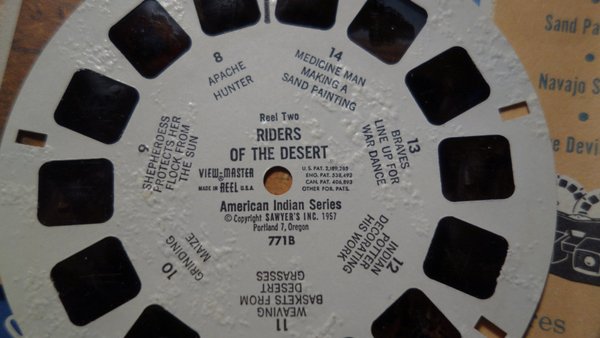 Reel Two
RIDERS
OF THE DESERT
VIEW-MASTER
MADE IN REEL U.S.A.
U.S. PAT. 2,189,285
ENG. PAT. 538,492
CAN. PAT. 406,893
OTHER FOR. PATS.
American Indian Series
© Copyright SAWYER'S INC. 1957
Portland 7, Oregon
771B
8
APACHE
HUNTER
9
SHEPHERDESS
PROTECTS HER
FLOCK FROM
THE SUN
10
GRINDING
MAIZE
11
WEAVING
BASKETS FROM
DESERT
GRASSES
12
INDIAN
POTTER
DECORATING
HIS WORK
13
BRAVES
LINE UP FOR
WAR DANCE
14
MEDICINE MAN
MAKING A
SAND PAINTING
Sand Pa
Navajo S
e Devi
res